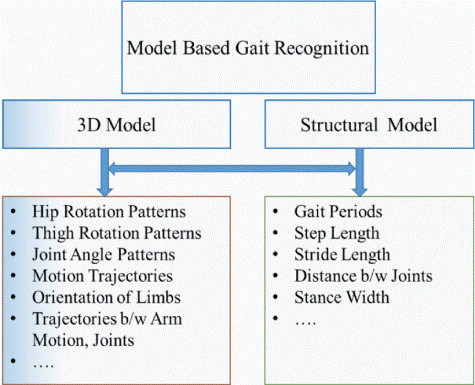 Model Based Gait Recognition
3D Model
Structural Model
• Hip Rotation Patterns
• Thigh Rotation Patterns
• Joint Angle Patterns
• Motion Trajectories
• Orientation of Limbs
• Trajectories b/w Arm
Motion, Joints
• ….
• Gait Periods
• Step Length
• Stride Length
• Distance b/w Joints
• Stance Width
• ….